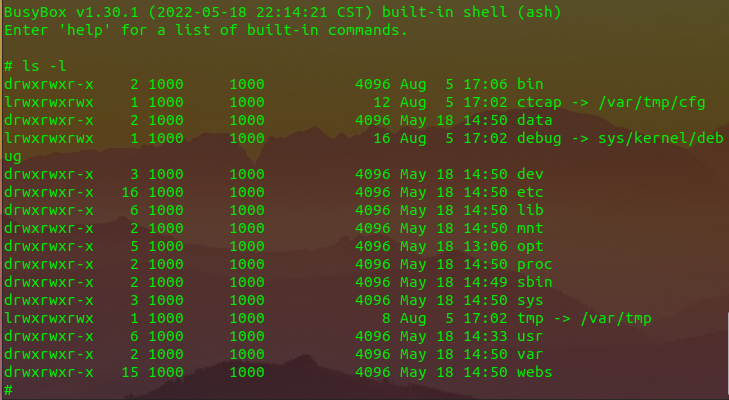 BusyBox v1.30.1 (2022-05-18 22:14:21 CST) built-in shell (ash)
Enter 'help' for a list of built-in commands.

# ls -l
drwxrwxr-x    2 1000     1000          4096 Aug  5 17:06 bin
lrwxrwxrwx    1 1000     1000            12 Aug  5 17:02 ctcap -> /var/tmp/cfg
drwxrwxr-x    2 1000     1000          4096 May 18 14:50 data
lrwxrwxrwx    1 1000     1000            16 Aug  5 17:02 debug -> sys/kernel/deb
ug
drwxrwxr-x    3 1000     1000          4096 May 18 14:50 dev
drwxrwxr-x   16 1000     1000          4096 May 18 14:50 etc
drwxrwxr-x    6 1000     1000          4096 May 18 14:50 lib
drwxrwxr-x    2 1000     1000          4096 May 18 14:50 mnt
drwxrwxr-x    5 1000     1000          4096 May 18 13:06 opt
drwxrwxr-x    2 1000     1000          4096 May 18 14:50 proc
drwxrwxr-x    2 1000     1000          4096 May 18 14:49 sbin
drwxrwxr-x    3 1000     1000          4096 May 18 14:50 sys
lrwxrwxrwx    1 1000     1000             8 Aug  5 17:02 tmp -> /var/tmp
drwxrwxr-x    6 1000     1000          4096 May 18 14:33 usr
drwxrwxr-x    2 1000     1000          4096 May 18 14:50 var
drwxrwxr-x   15 1000     1000          4096 May 18 14:50 webs
#